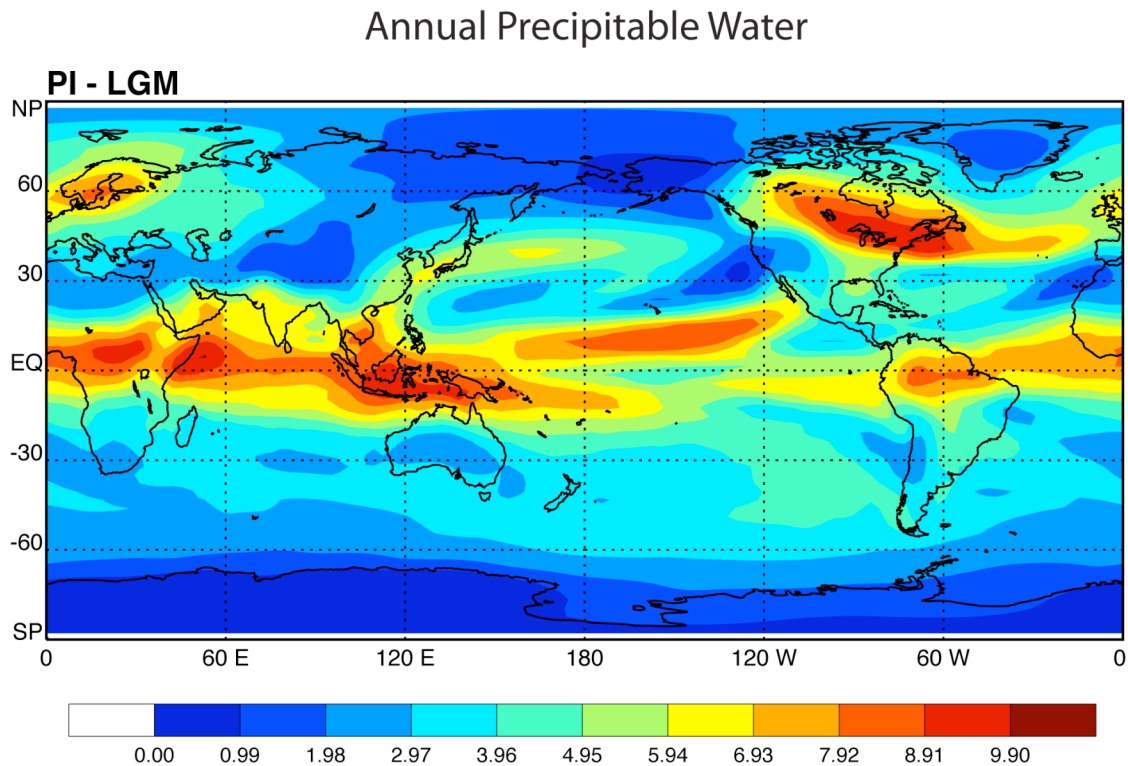 Annual Precipitable Water
PI - LGM
NP
60
30
EQ
-30
-60
SP
0 60 E 120 E 180 120 W 60 W 0
0.00 0.99 1.98 2.97 3.96 4.95 5.94 6.93 7.92 8.91 9.90